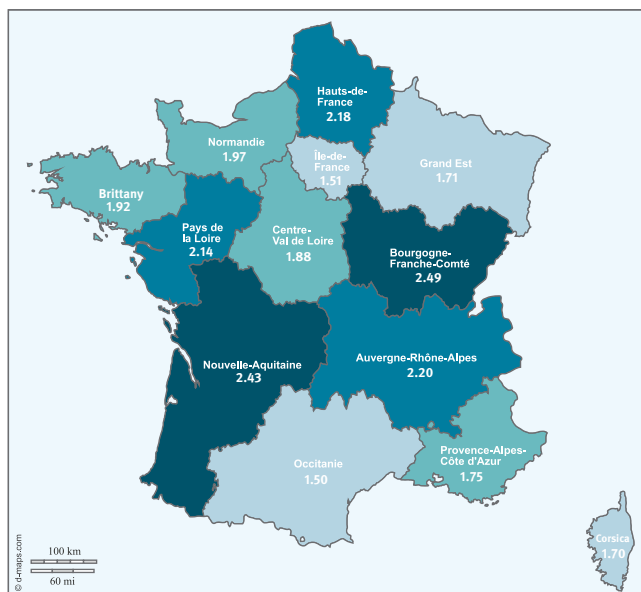 Hauts-de-
France
2.18
Normandie
1.97
Île-de-
France
1.51
Grand Est
1.71
Brittany
1.92
Pays de
la Loire
2.14
Centre-
Val de Loire
1.88
Bourgogne-
Franche-Comté
2.49
Nouvelle-Aquitaine
2.43
Auvergne-Rhône-Alpes
2.20
Occitanie
1.50
Provence-Alpes-
Côte d'Azur
1.75
Corsica
1.70
100 km
60 mi
© d-maps.com